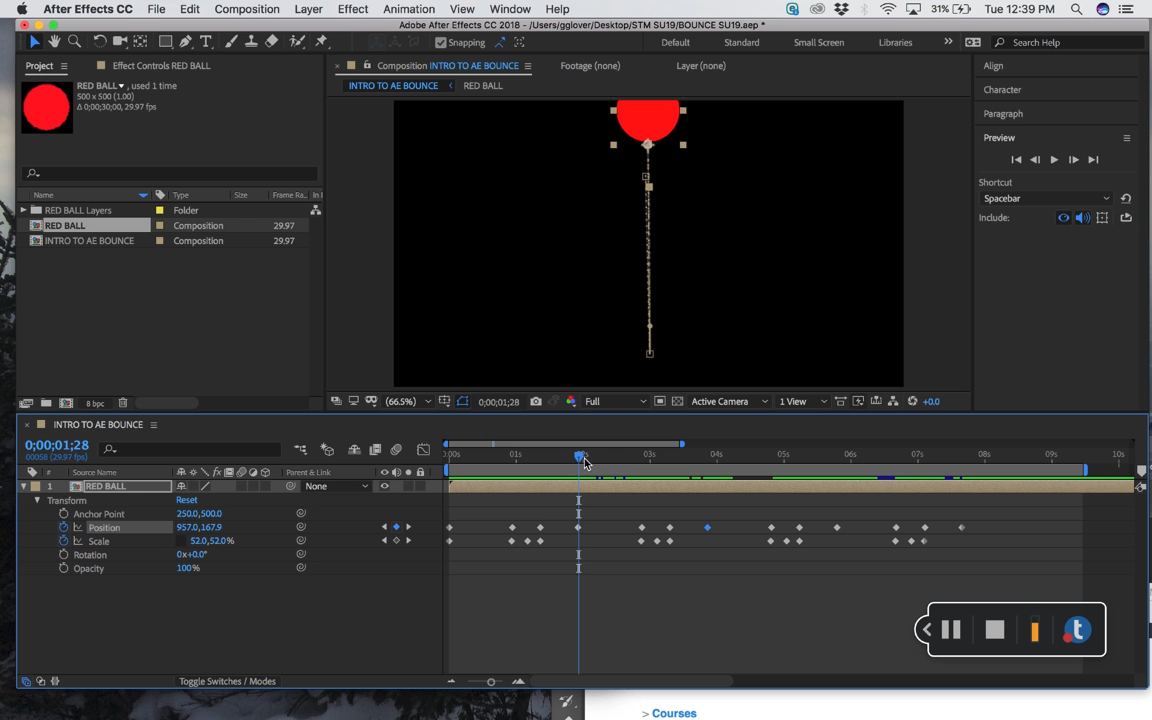 After Effects CC File Edit Composition Layer Effect Animation View Window Help 31% Tue 12:39 PM
Adobe After Effects CC 2018 - /Users/gglover/Desktop/STM SU19/BOUNCE SU19.aep *
Snapping Default Standard Small Screen Libraries Search Help
Project Effect Controls RED BALL Composition INTRO TO AE BOUNCE Footage (none) Layer (none) Align
INTRO TO AE BOUNCE RED BALL
RED BALL , used 1 time
500 x 500 (1.00)
Δ 0;00;30;00, 29.97 fps
Character
Paragraph
Preview
Shortcut
Spacebar
Include:
Name Type Size Frame Ra... In I
RED BALL Layers Folder
RED BALL Composition 29.97
INTRO TO AE BOUNCE Composition 29.97
8 bpc
(66.5%) 0;00;01;28 Full Active Camera 1 View +0.0
INTRO TO AE BOUNCE
0;00;01;28
00058 (29.97 fps)
0:00s 01s 03s 04s 05s 06s 07s 08s 09s 10s
# Source Name Parent & Link
1 RED BALL None
Transform Reset
Anchor Point 250.0,500.0
Position 957.0,167.9
Scale 52.0,52.0%
Rotation 0x+0.0°
Opacity 100%
Toggle Switches / Modes
> Courses